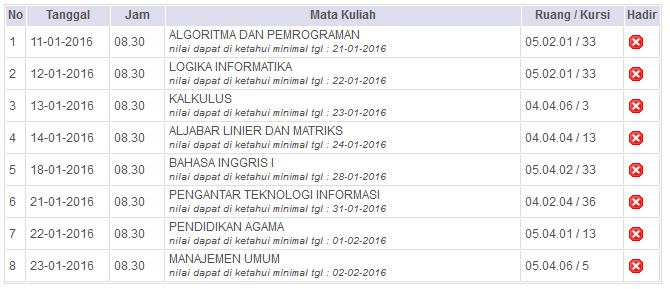 No Tanggal Jam Mata Kuliah Ruang / Kursi Hadir
1 11-01-2016 08.30 ALGORITMA DAN PEMROGRAMAN 05.02.01 / 33
nilai dapat di ketahui minimal tgl : 21-01-2016
2 12-01-2016 08.30 LOGIKA INFORMATIKA 05.02.01 / 33
nilai dapat di ketahui minimal tgl : 22-01-2016
3 13-01-2016 08.30 KALKULUS 04.04.06 / 3
nilai dapat di ketahui minimal tgl : 23-01-2016
4 14-01-2016 08.30 ALJABAR LINIER DAN MATRIKS 04.04.04 / 13
nilai dapat di ketahui minimal tgl : 24-01-2016
5 18-01-2016 08.30 BAHASA INGGRIS I 05.04.02 / 33
nilai dapat di ketahui minimal tgl : 28-01-2016
6 21-01-2016 08.30 PENGANTAR TEKNOLOGI INFORMASI 04.02.04 / 36
nilai dapat di ketahui minimal tgl : 31-01-2016
7 22-01-2016 08.30 PENDIDIKAN AGAMA 05.04.01 / 13
nilai dapat di ketahui minimal tgl : 01-02-2016
8 23-01-2016 08.30 MANAJEMEN UMUM 05.04.06 / 5
nilai dapat di ketahui minimal tgl : 02-02-2016